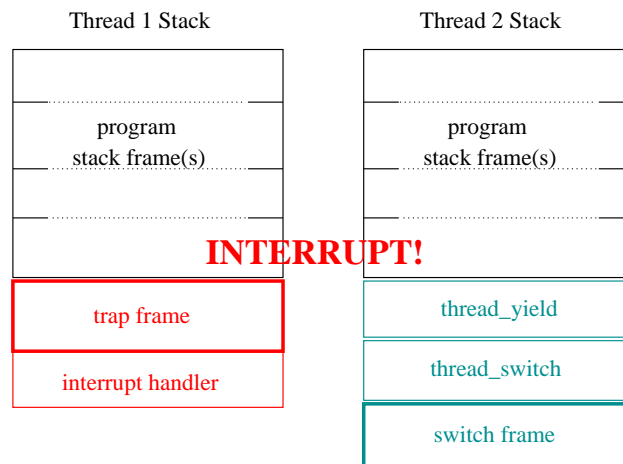 Thread 1 Stack
Thread 2 Stack
program
stack frame(s)
program
stack frame(s)
INTERRUPT!
trap frame
interrupt handler
thread_yield
thread_switch
switch frame